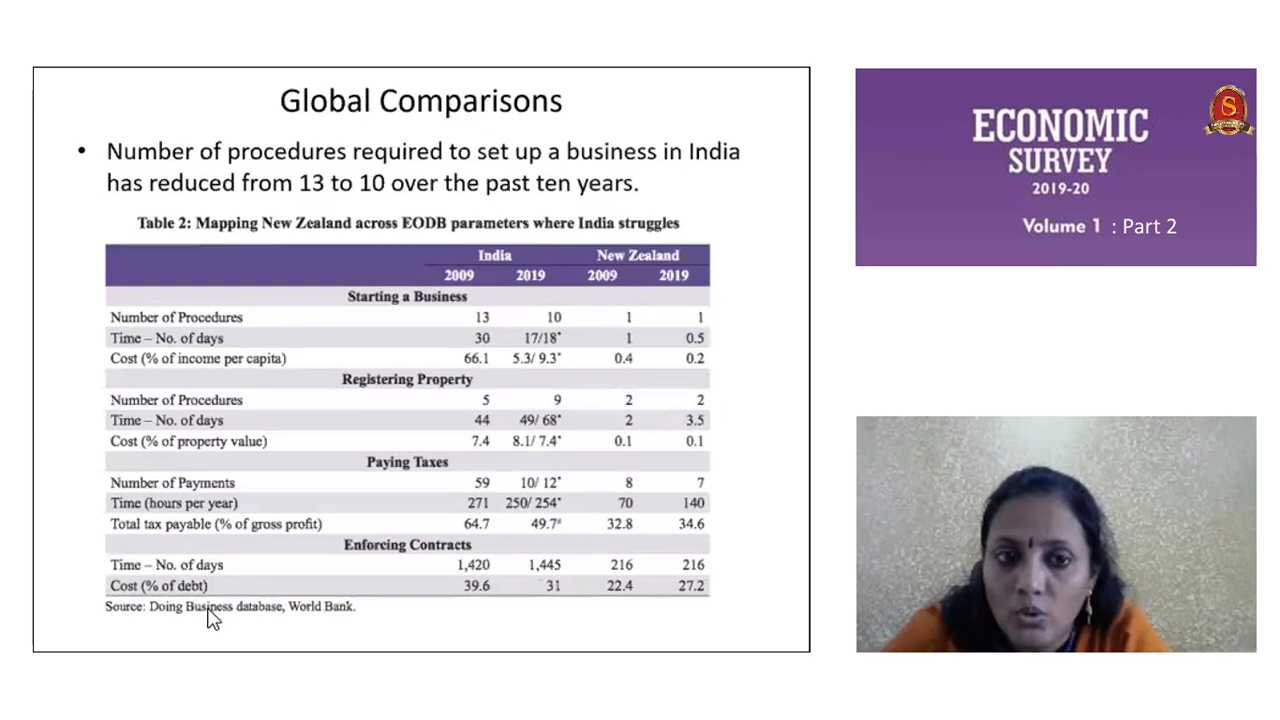 Global Comparisons
• Number of procedures required to set up a business in India
has reduced from 13 to 10 over the past ten years.
Table 2: Mapping New Zealand across EODB parameters where India struggles
India New Zealand
2009 2019 2009 2019
Starting a Business
Number of Procedures 13 10 1 1
Time – No. of days 30 17/18* 1 0.5
Cost (% of income per capita) 66.1 5.3/ 9.3* 0.4 0.2
Registering Property
Number of Procedures 5 9 2 2
Time – No. of days 44 49/ 68* 2 3.5
Cost (% of property value) 7.4 8.1/ 7.4* 0.1 0.1
Paying Taxes
Number of Payments 59 10/ 12* 8 7
Time (hours per year) 271 250/ 254* 70 140
Total tax payable (% of gross profit) 64.7 49.7# 32.8 34.6
Enforcing Contracts
Time – No. of days 1,420 1,445 216 216
Cost (% of debt) 39.6 31 22.4 27.2
Source: Doing Business database, World Bank.
ECONOMIC
SURVEY
2019-20
Volume 1 : Part 2
S